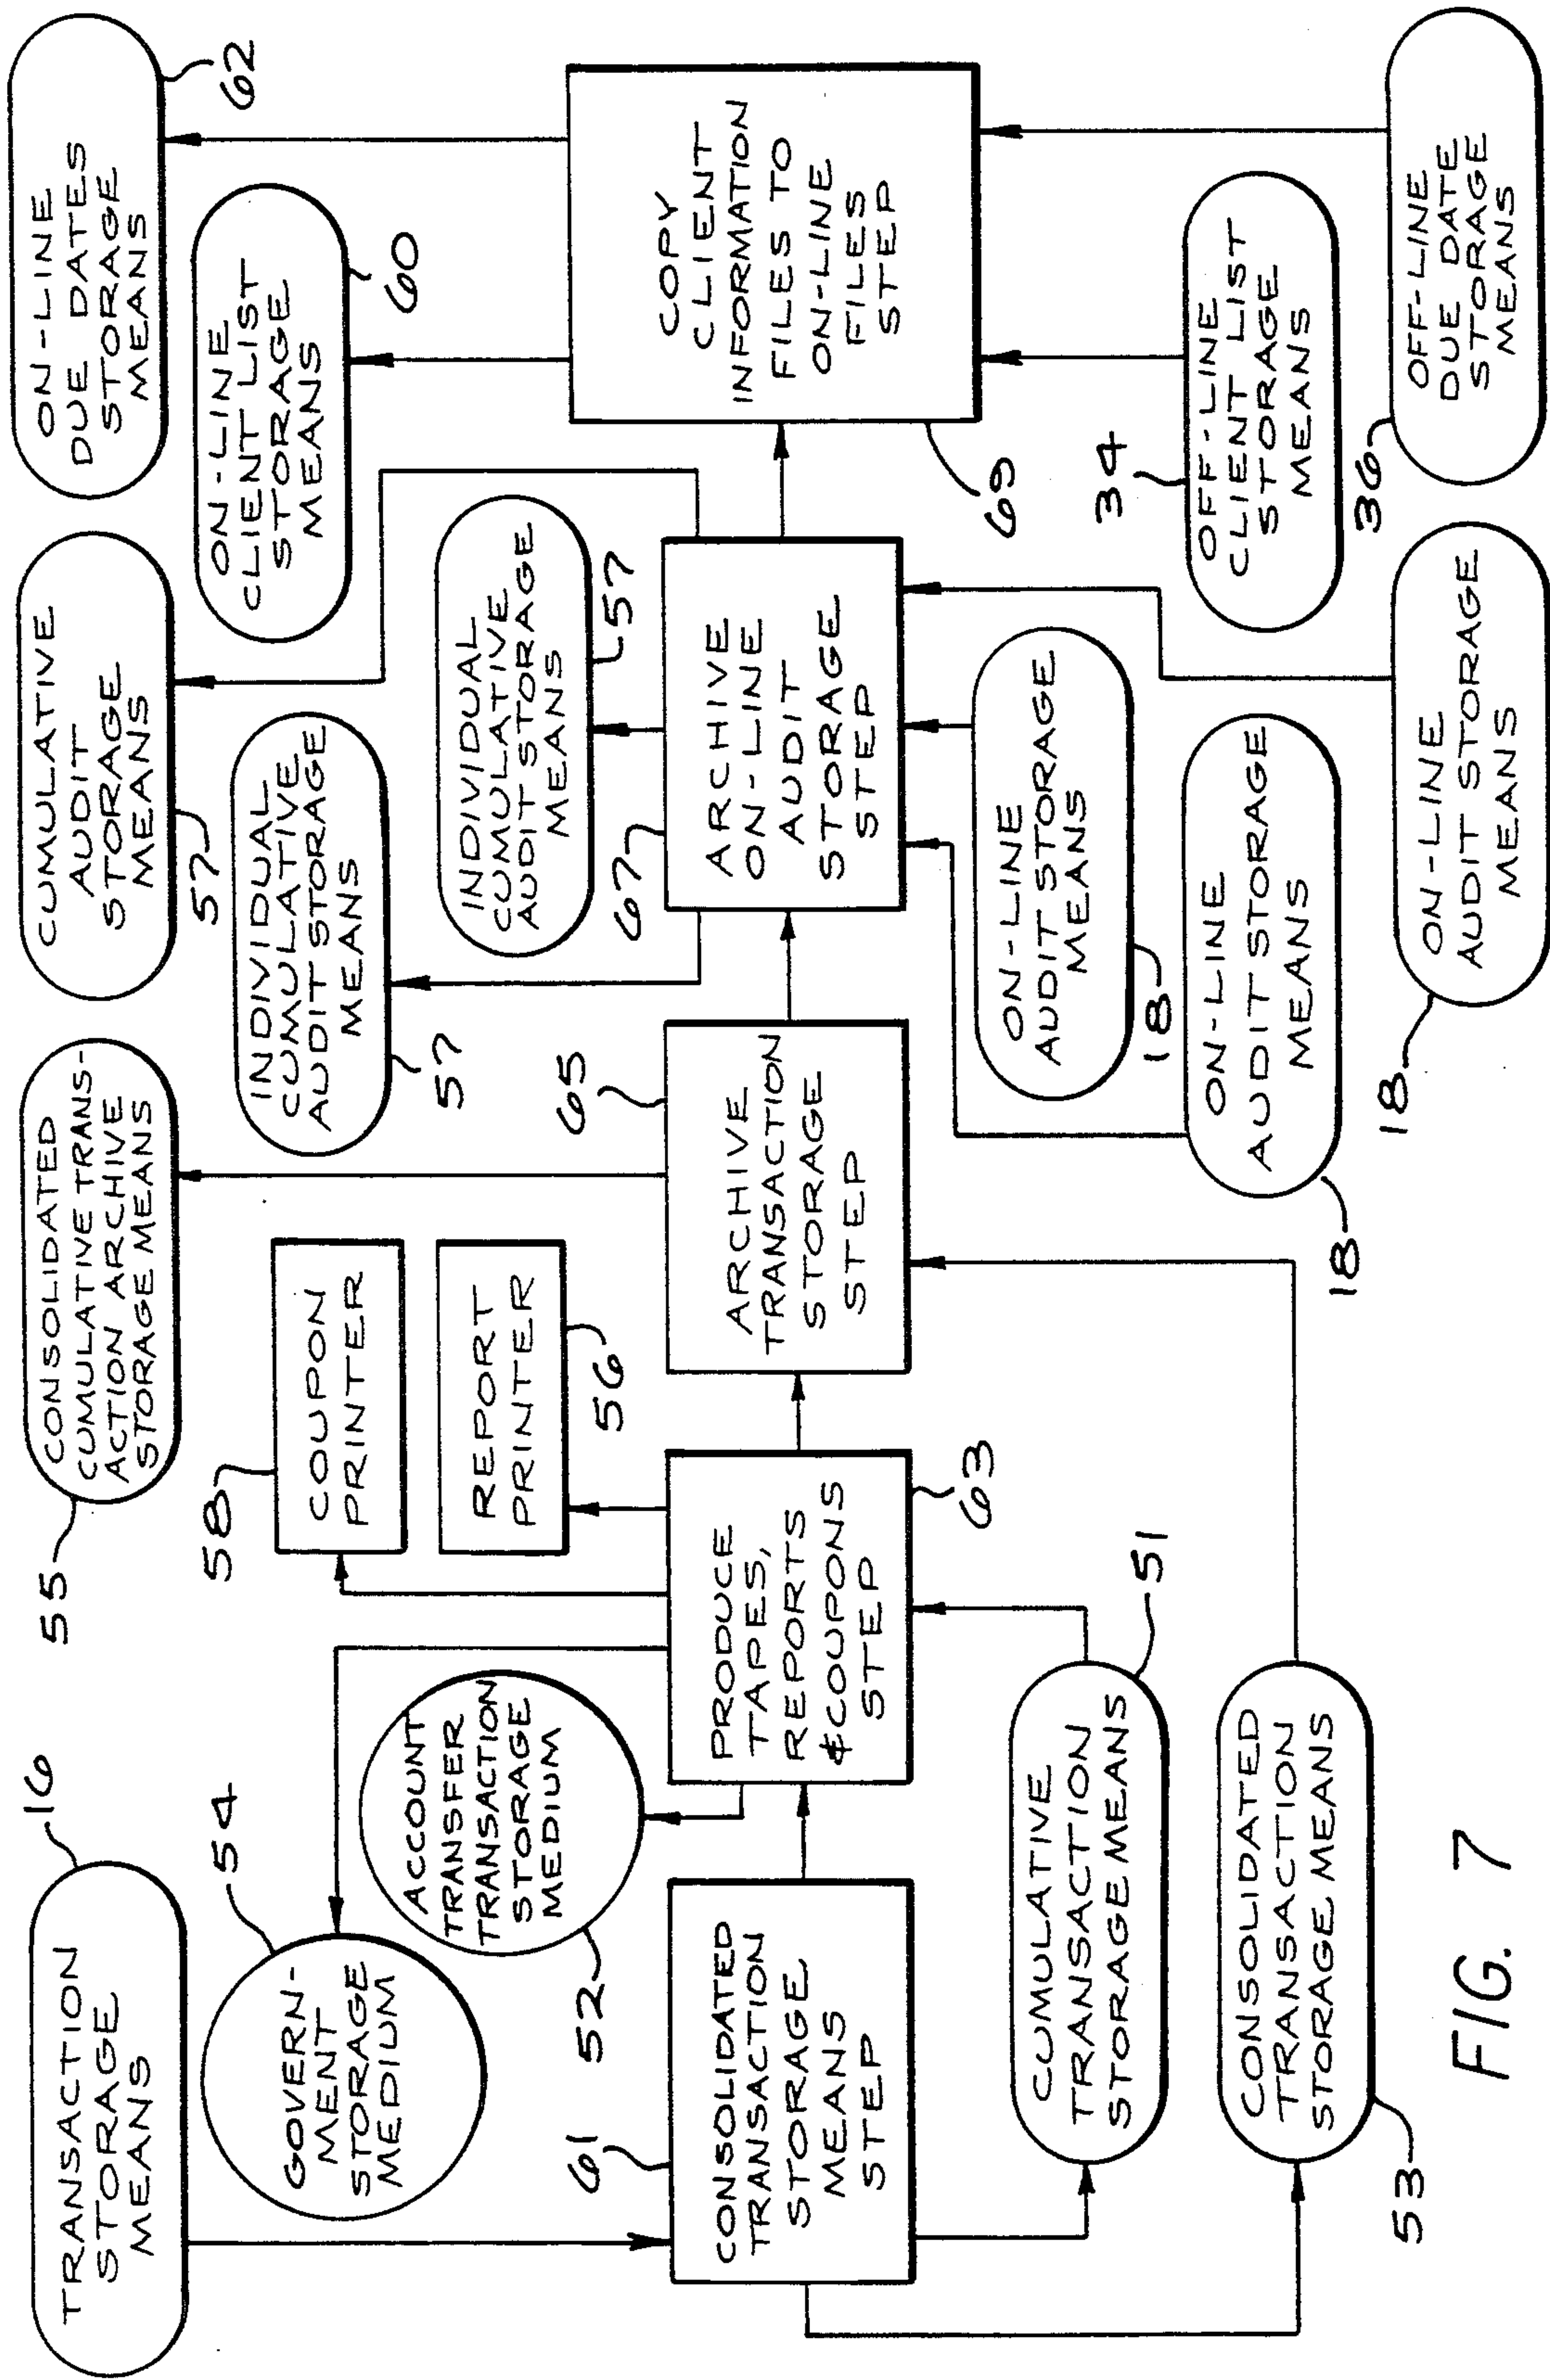 TRANSACTION
STORAGE
MEANS
16
GOVERN-
MENT
STORAGE
MEDIUM
54
ACCOUNT
TRANSFER
TRANSACTION
STORAGE
MEDIUM
52
CONSOLIDATED
TRANSACTION
STORAGE
MEANS
STEP
61
CUMULATIVE
TRANSACTION
STORAGE MEANS
51
CONSOLIDATED
TRANSACTION
STORAGE MEANS
53
CONSOLIDATED
CUMULATIVE TRANS-
ACTION ARCHIVE
STORAGE MEANS
55
COUPON
PRINTER
58
REPORT
PRINTER
56
PRODUCE
TAPES,
REPORTS
&COUPONS
STEP
63
ARCHIVE
TRANSACTION
STORAGE
STEP
65
CUMULATIVE
AUDIT
STORAGE
MEANS
57
INDIVIDUAL
CUMULATIVE
AUDIT STORAGE
MEANS
57
INDIVIDUAL
CUMULATIVE
AUDIT STORAGE
MEANS
57
ARCHIVE
ON-LINE
AUDIT
STORAGE
STEP
67
ON-LINE
AUDIT STORAGE
MEANS
18
ON-LINE
AUDIT STORAGE
MEANS
18
ON-LINE
AUDIT STORAGE
MEANS
18
ON-LINE
DUE DATES
STORAGE
MEANS
62
ON-LINE
CLIENT LIST
STORAGE
MEANS
60
COPY
CLIENT
INFORMATION
FILES TO
ON-LINE
FILES
STEP
69
OFF-LINE
CLIENT LIST
STORAGE
MEANS
34
OFF-LINE
DUE DATE
STORAGE
MEANS
36
FIG. 7